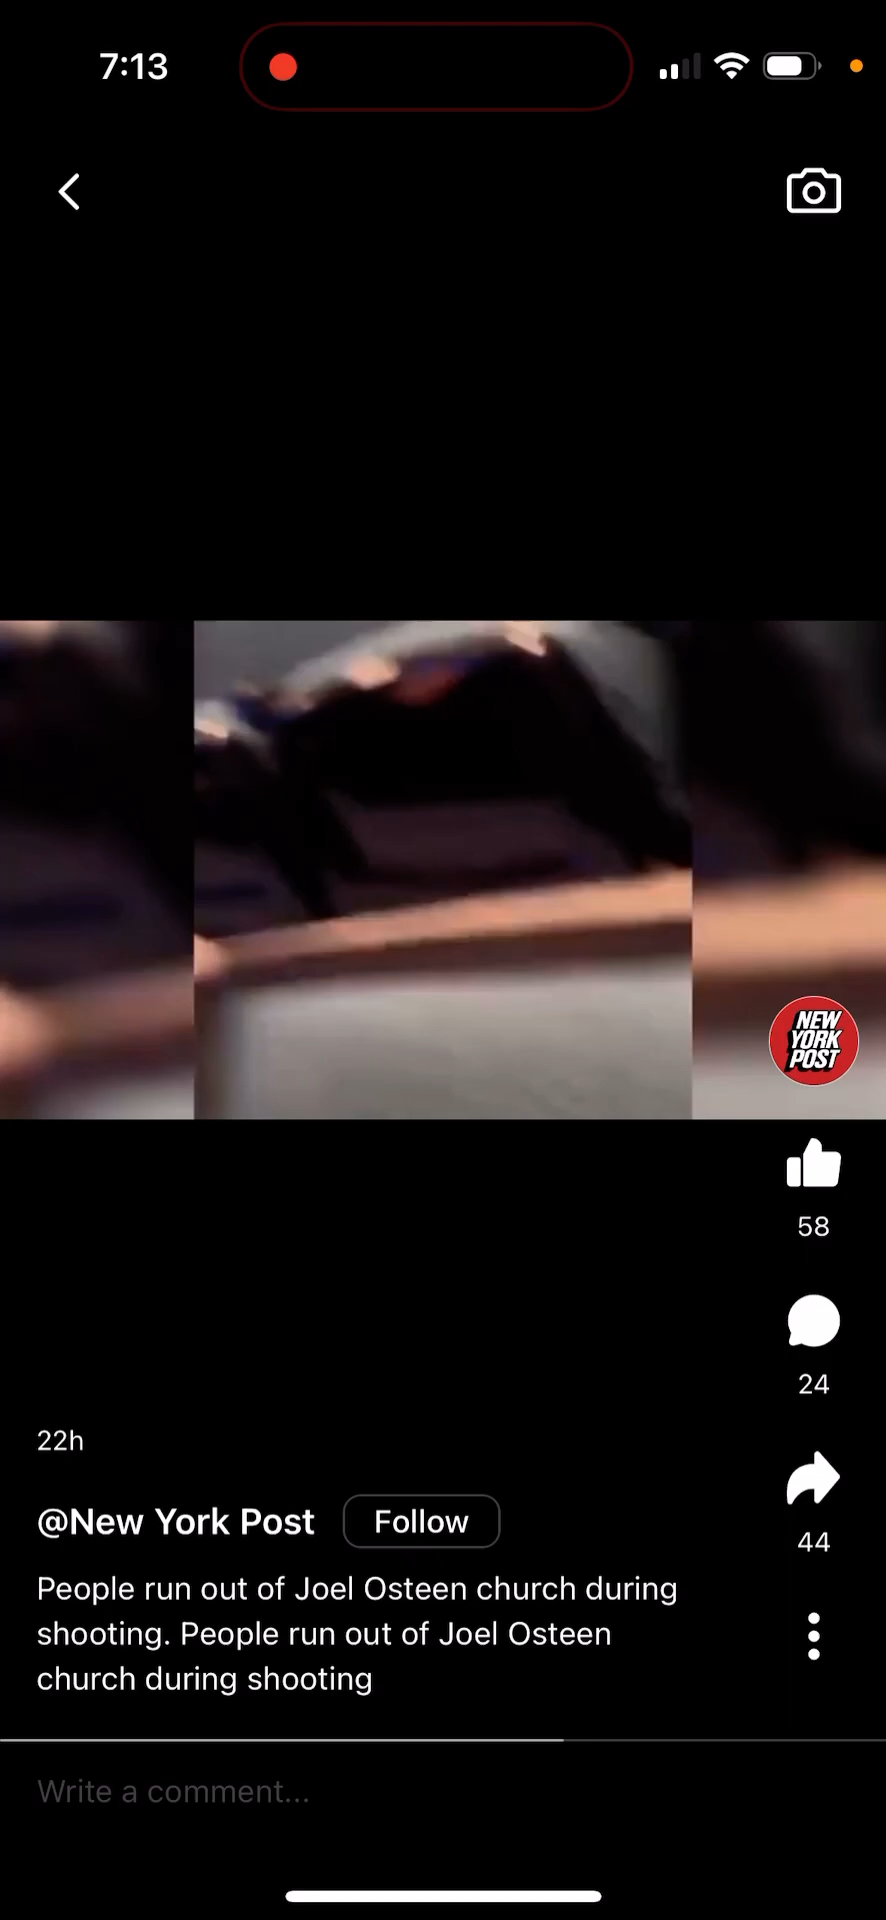 7:13
NEW
YORK
POST
58
24
44
22h
@New York Post
Follow
People run out of Joel Osteen church during
shooting. People run out of Joel Osteen
church during shooting
Write a comment...